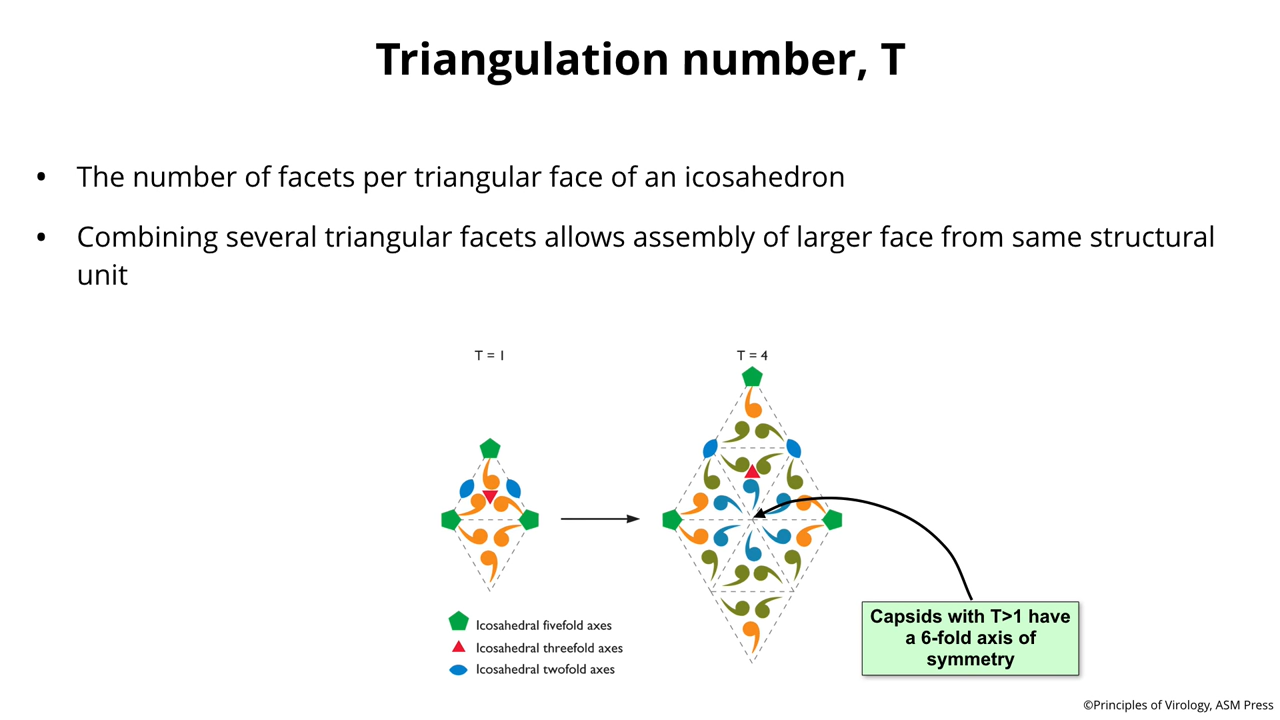 Triangulation number, T
• The number of facets per triangular face of an icosahedron
• Combining several triangular facets allows assembly of larger face from same structural
unit
T = 1
T = 4
Icosahedral fivefold axes
Icosahedral threefold axes
Icosahedral twofold axes
Capsids with T>1 have
a 6-fold axis of
symmetry
©Principles of Virology, ASM Press